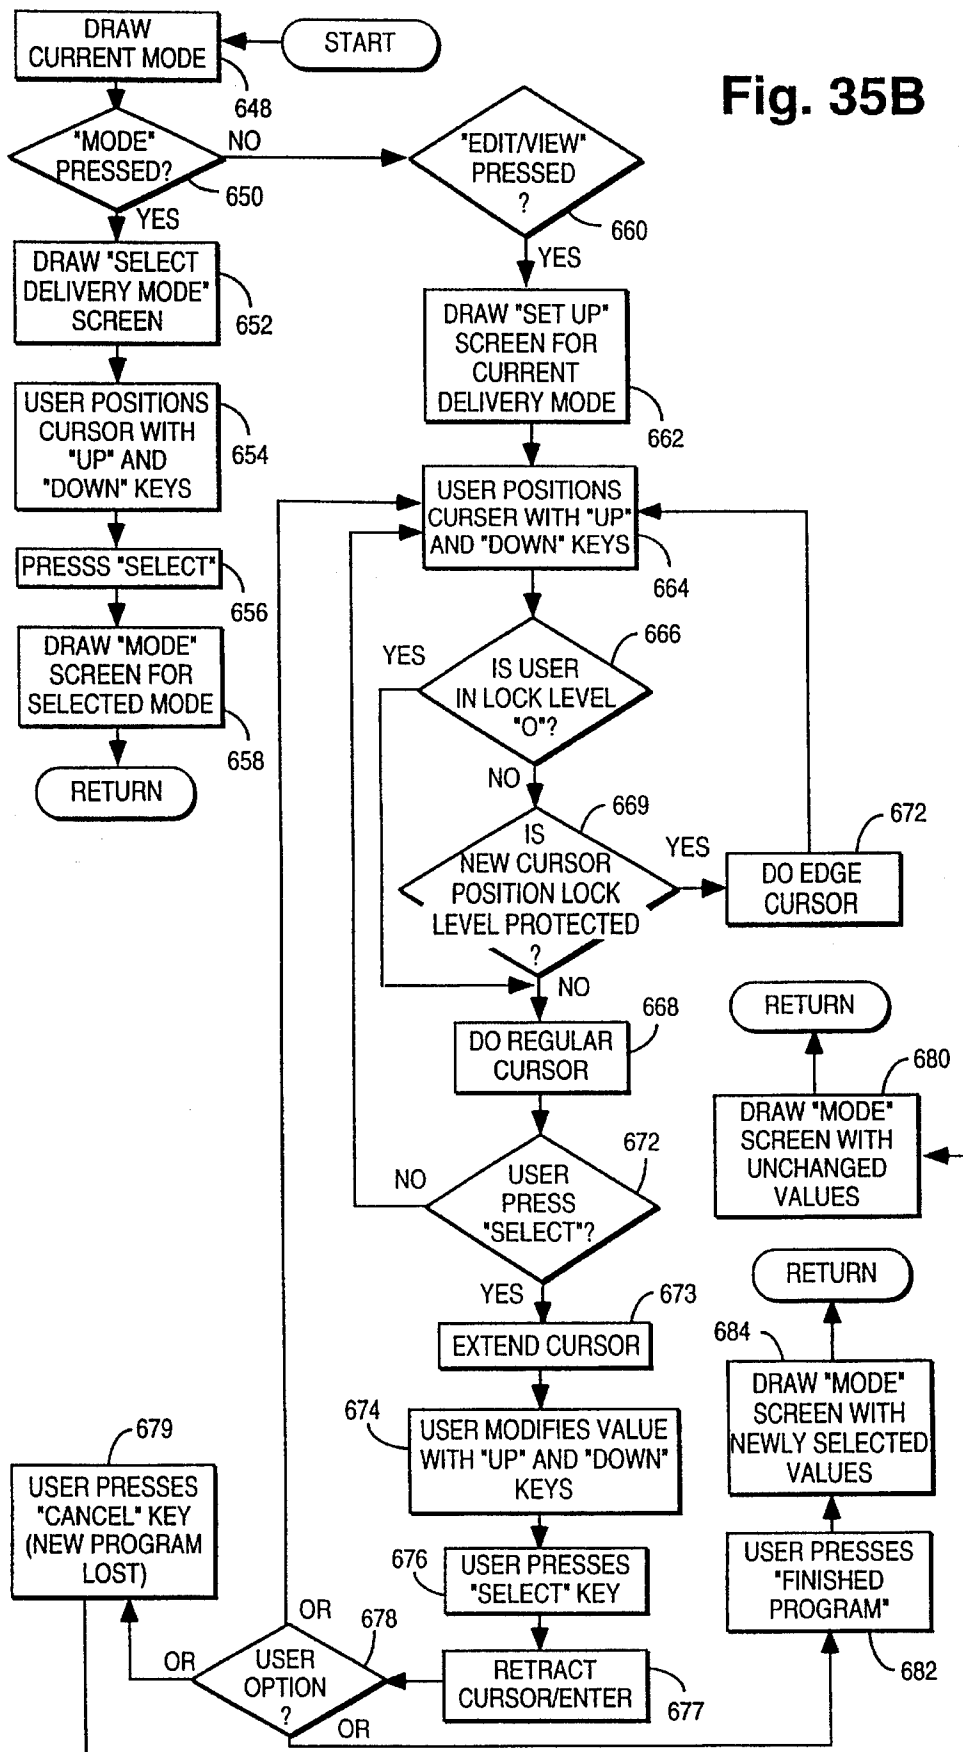 Fig. 35B
START
DRAW
CURRENT MODE
648
"MODE"
PRESSED?
650
NO
YES
DRAW "SELECT
DELIVERY MODE"
SCREEN
652
USER POSITIONS
CURSOR WITH
"UP" AND
"DOWN" KEYS
654
PRESSS "SELECT"
656
DRAW "MODE"
SCREEN FOR
SELECTED MODE
658
RETURN
"EDIT/VIEW"
PRESSED
?
660
YES
DRAW "SET UP"
SCREEN FOR
CURRENT
DELIVERY MODE
662
USER POSITIONS
CURSER WITH "UP"
AND "DOWN" KEYS
664
IS USER
IN LOCK LEVEL
"O"?
666
YES
NO
IS
NEW CURSOR
POSITION LOCK
LEVEL PROTECTED
?
669
YES
NO
DO EDGE
CURSOR
672
DO REGULAR
CURSOR
668
USER
PRESS
"SELECT"?
672
NO
YES
EXTEND CURSOR
673
USER MODIFIES VALUE
WITH "UP" AND "DOWN"
KEYS
674
USER PRESSES
"SELECT" KEY
676
RETRACT
CURSOR/ENTER
677
USER
OPTION
?
678
OR
OR
OR
USER PRESSES
"CANCEL" KEY
(NEW PROGRAM
LOST)
679
RETURN
DRAW "MODE"
SCREEN WITH
UNCHANGED
VALUES
680
RETURN
DRAW "MODE"
SCREEN WITH
NEWLY SELECTED
VALUES
684
USER PRESSES
"FINISHED
PROGRAM"
682